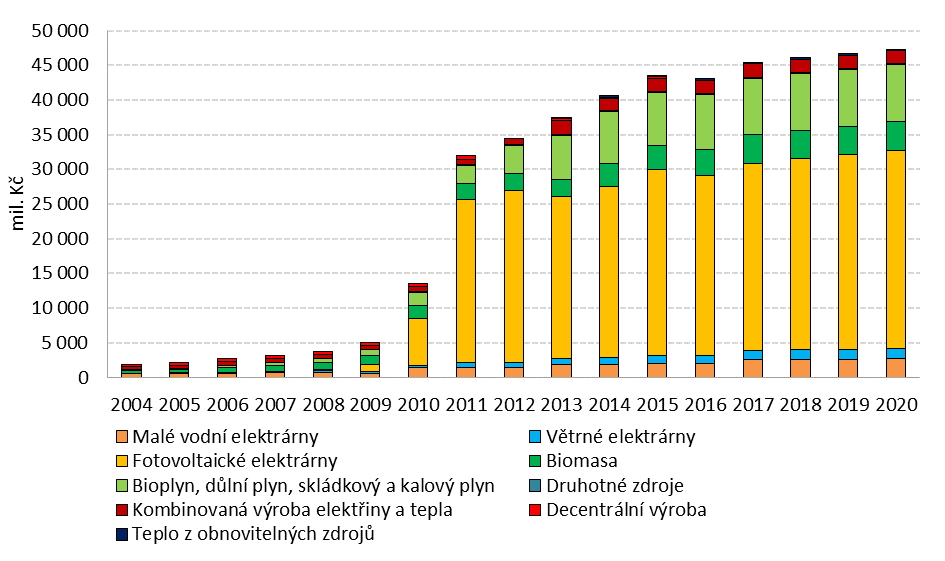 50 000
45 000
40 000
35 000
30 000
25 000
20 000
15 000
10 000
5 000
0
mil. Kč
2004 2005 2006 2007 2008 2009 2010 2011 2012 2013 2014 2015 2016 2017 2018 2019 2020
Malé vodní elektrárny
Větrné elektrárny
Fotovoltaické elektrárny
Biomasa
Bioplyn, důlní plyn, skládkový a kalový plyn
Druhotné zdroje
Kombinovaná výroba elektřiny a tepla
Decentrální výroba
Teplo z obnovitelných zdrojů